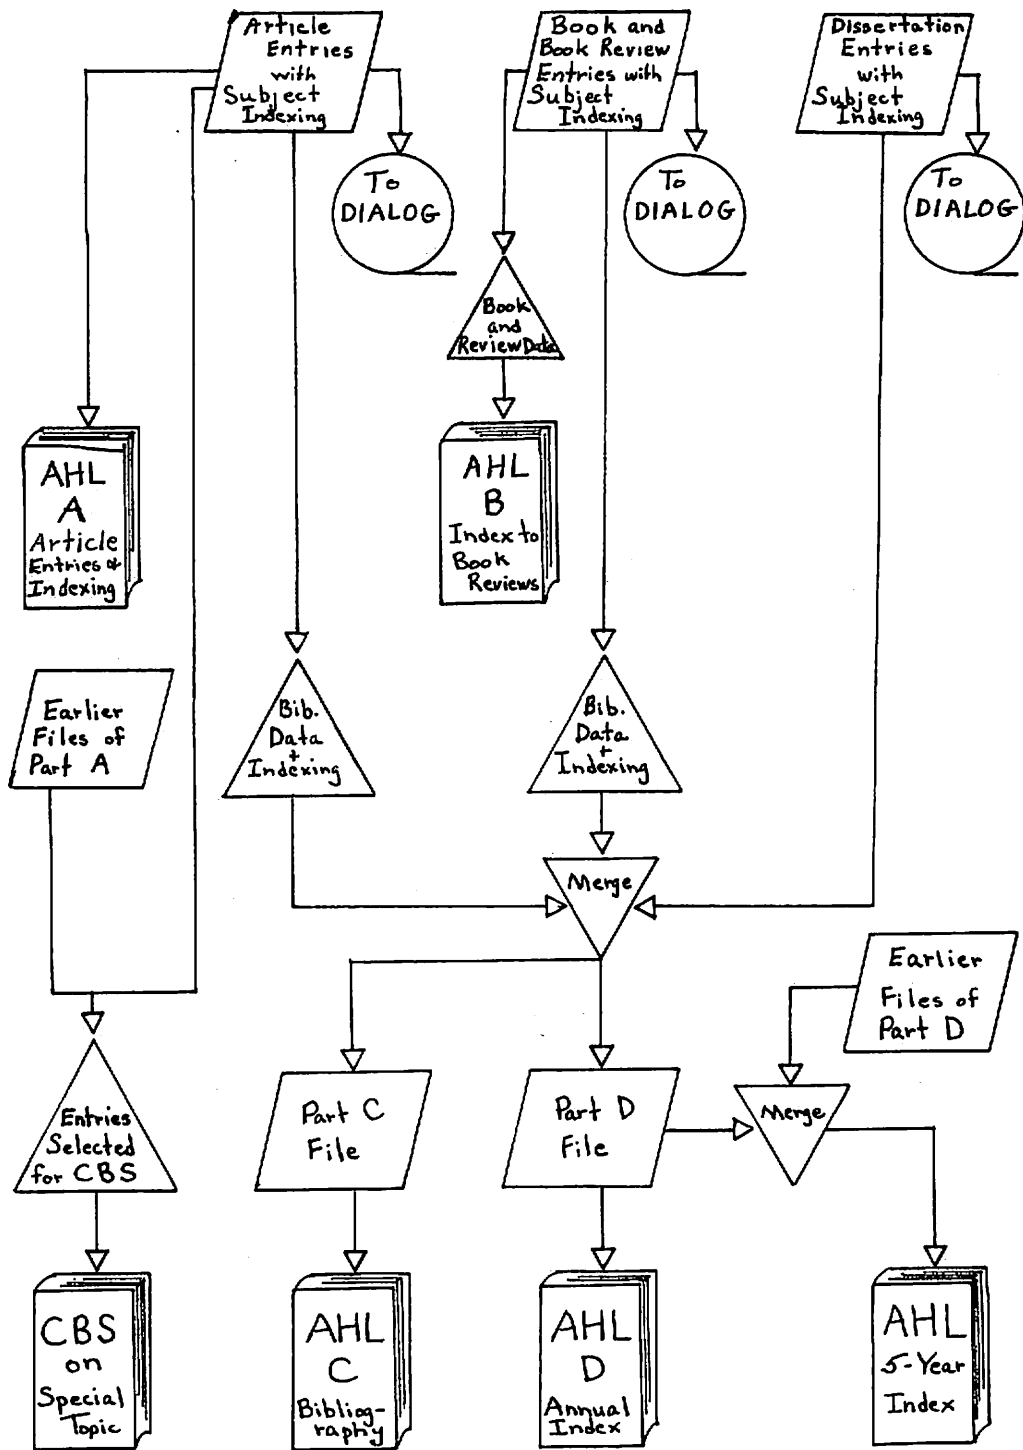 Article
Entries
with
Subject
Indexing
Book and
Book Review
Entries with
Subject
Indexing
Dissertation
Entries
with
Subject
Indexing
To
DIALOG
To
DIALOG
To
DIALOG
Book
and
Review Data
AHL
A
Article
Entries &
Indexing
AHL
B
Index to
Book
Reviews
Earlier
Files of
Part A
Bib.
Data
+
Indexing
Bib.
Data
+
Indexing
Merge
Earlier
Files of
Part D
Entries
Selected
for CBS
Part C
File
Part D
File
Merge
CBS
on
Special
Topic
AHL
C
Bibliog-
raphy
AHL
D
Annual
Index
AHL
5-Year
Index